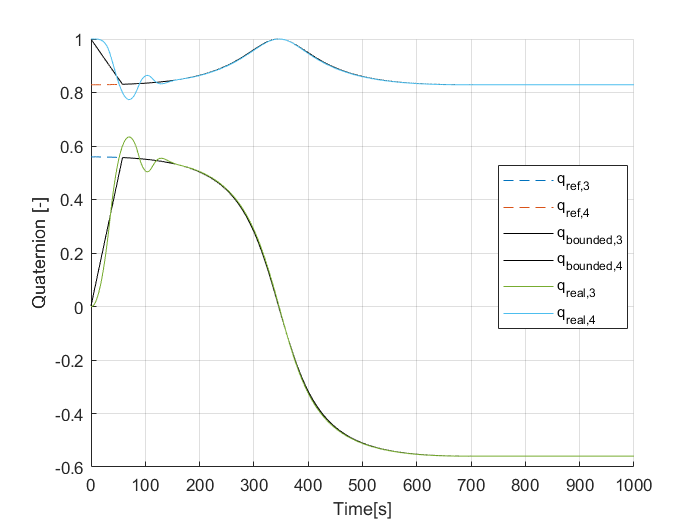 1
0.8
0.6
0.4
0.2
0
-0.2
-0.4
-0.6
Quaternion [-]
0 100 200 300 400 500 600 700 800 900 1000
Time[s]
q_ref,3
q_ref,4
q_bounded,3
q_bounded,4
q_real,3
q_real,4